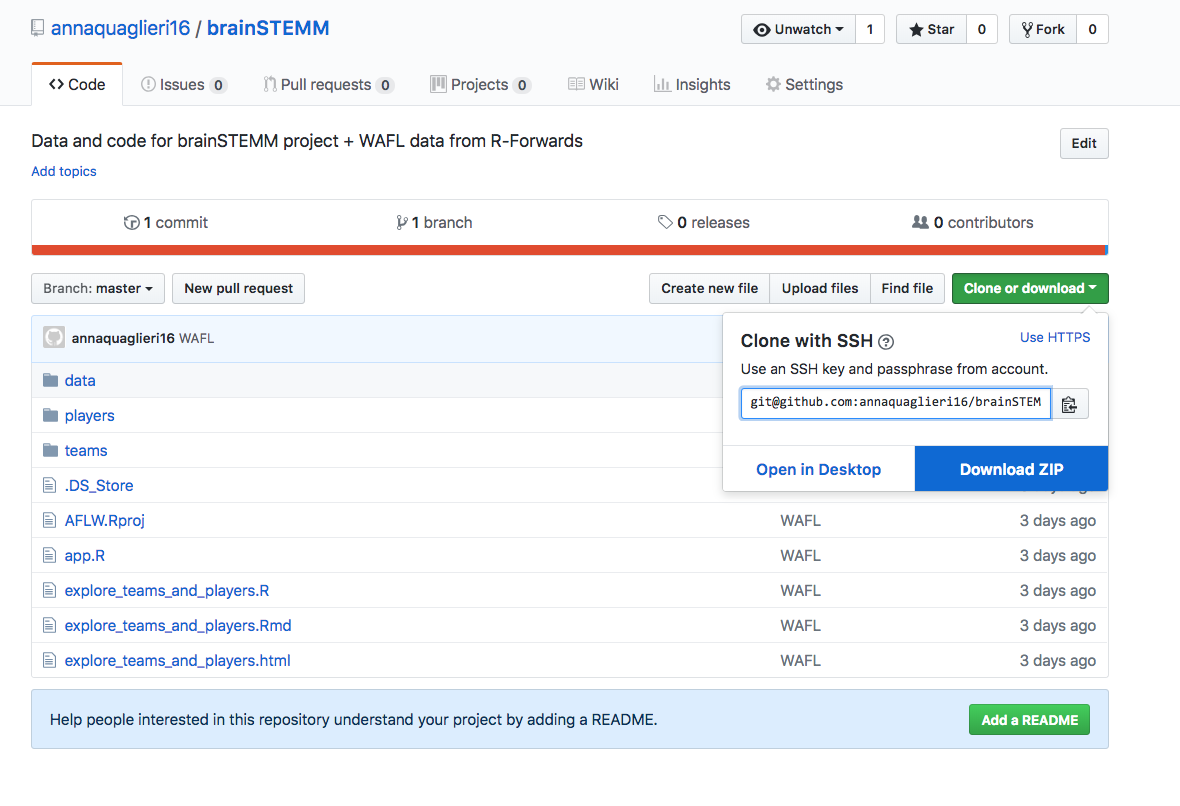 annaquaglieri16 / brainSTEMM
Unwatch 1 Star 0 Fork 0
Code Issues 0 Pull requests 0 Projects 0 Wiki Insights Settings
Data and code for brainSTEMM project + WAFL data from R-Forwards
Edit
Add topics
1 commit 1 branch 0 releases 0 contributors
Branch: master New pull request Create new file Upload files Find file Clone or download
annaquaglieri16 WAFL
Clone with SSH ? Use HTTPS
Use an SSH key and passphrase from account.
git@github.com:annaquaglieri16/brainSTEM
Open in Desktop Download ZIP
data
players
teams
.DS_Store
AFLW.Rproj WAFL 3 days ago
app.R WAFL 3 days ago
explore_teams_and_players.R WAFL 3 days ago
explore_teams_and_players.Rmd WAFL 3 days ago
explore_teams_and_players.html WAFL 3 days ago
Help people interested in this repository understand your project by adding a README.
Add a README